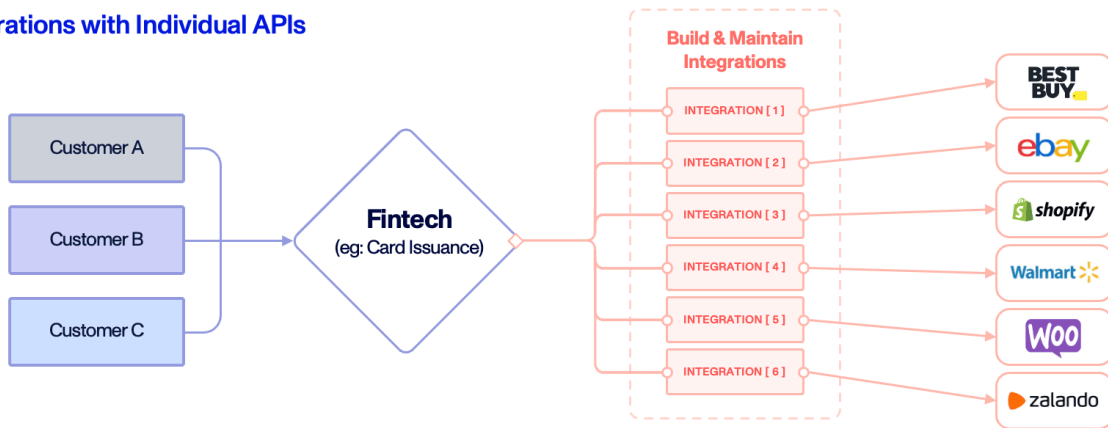 rations with Individual APIs
Build & Maintain
Integrations
Customer A
Customer B
Customer C
Fintech
(eg: Card Issuance)
INTEGRATION [ 1 ]
INTEGRATION [ 2 ]
INTEGRATION [ 3 ]
INTEGRATION [ 4 ]
INTEGRATION [ 5 ]
INTEGRATION [ 6 ]
BEST
BUY
ebay
shopify
Walmart
WOO
zalando